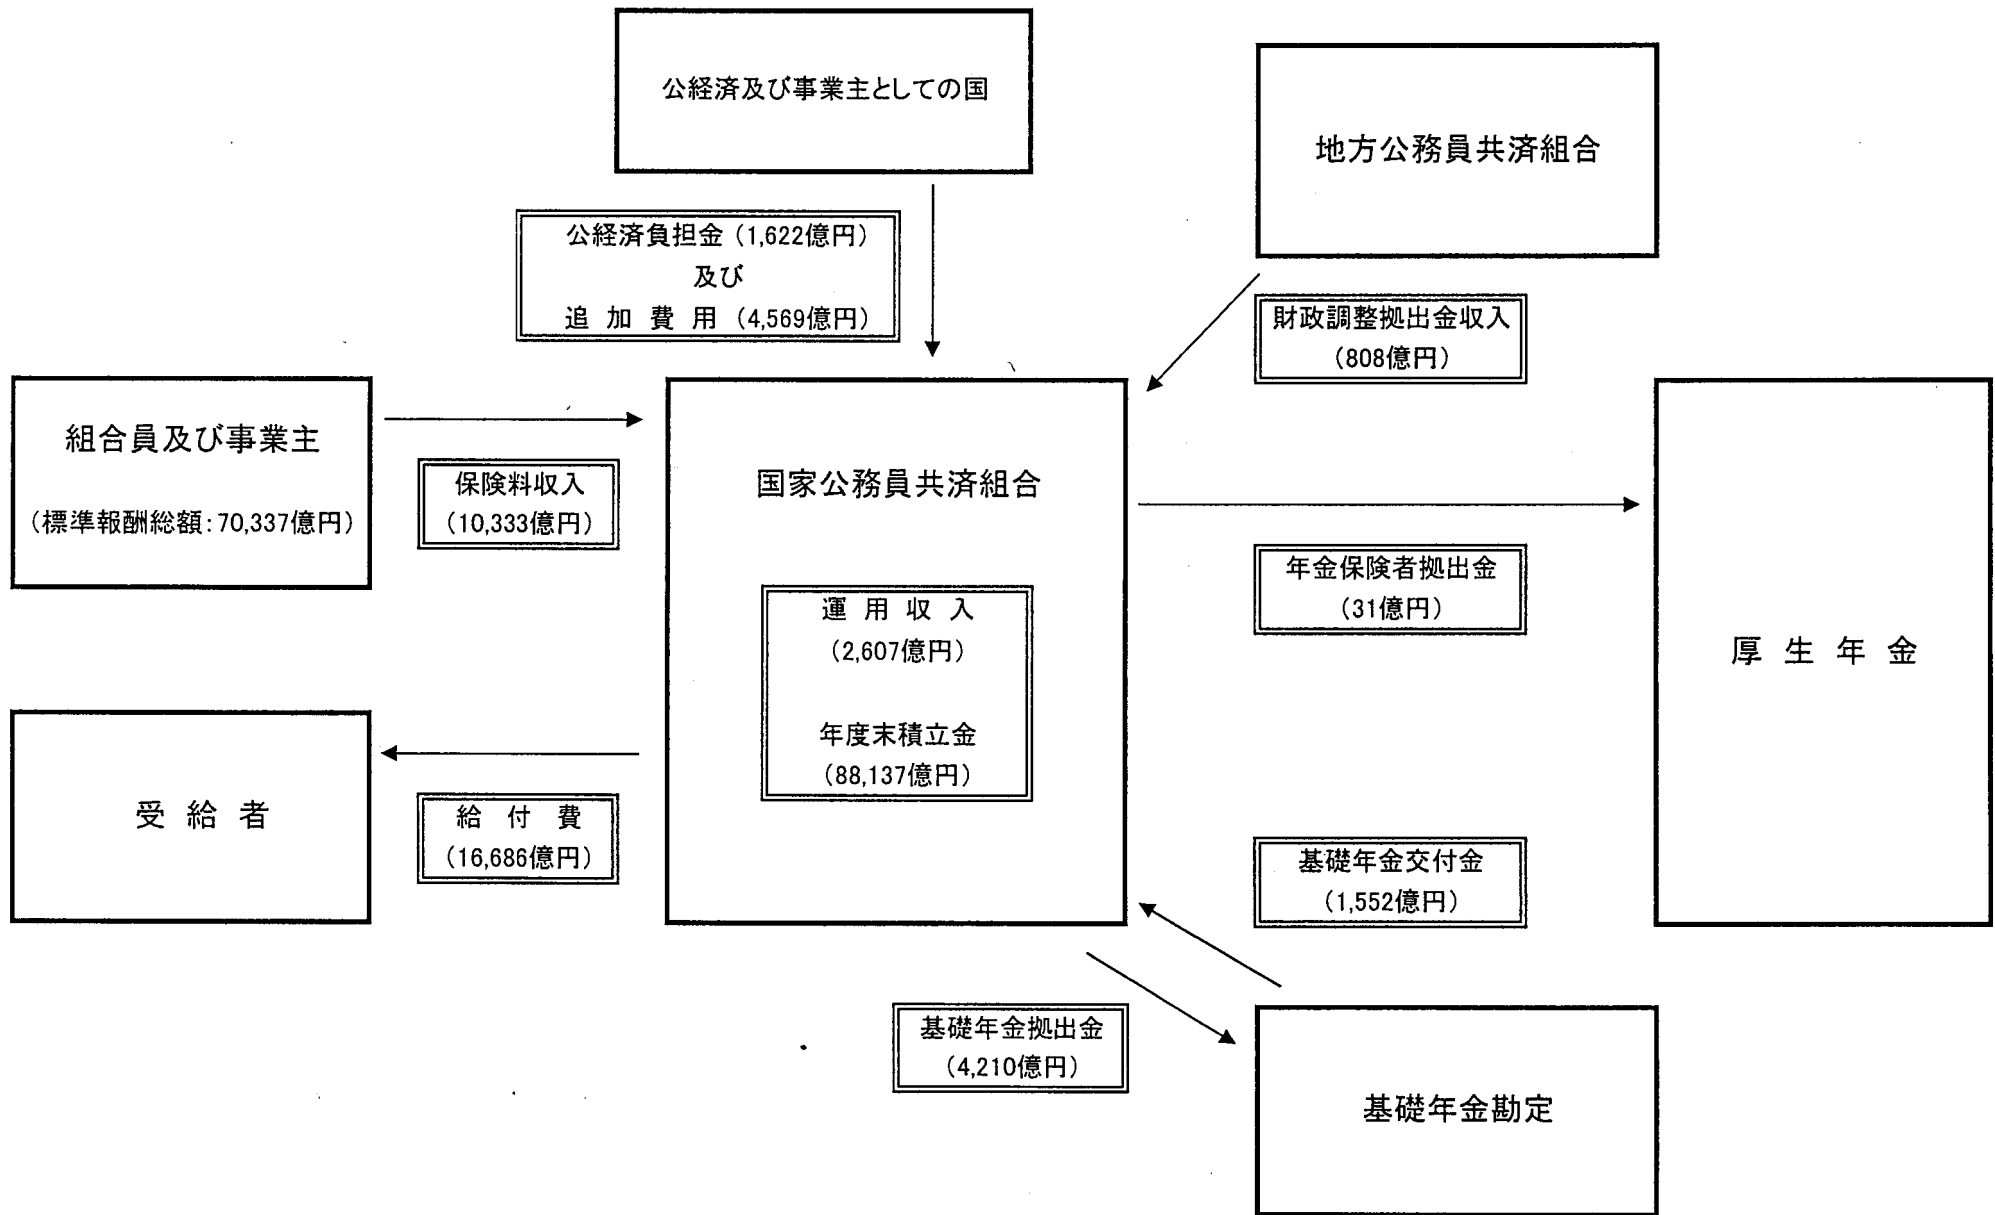 公経済及び事業主としての国
地方公務員共済組合
公経済負担金（1,622億円）
及び
追 加 費 用（4,569億円）
財政調整拠出金収入
（808億円）
組合員及び事業主
（標準報酬総額：70,337億円）
保険料収入
（10,333億円）
国家公務員共済組合
年金保険者拠出金
（31億円）
運 用 収 入
（2,607億円）
年度末積立金
（88,137億円）
厚 生 年 金
受 給 者
給 付 費
（16,686億円）
基礎年金交付金
（1,552億円）
基礎年金拠出金
（4,210億円）
基礎年金勘定